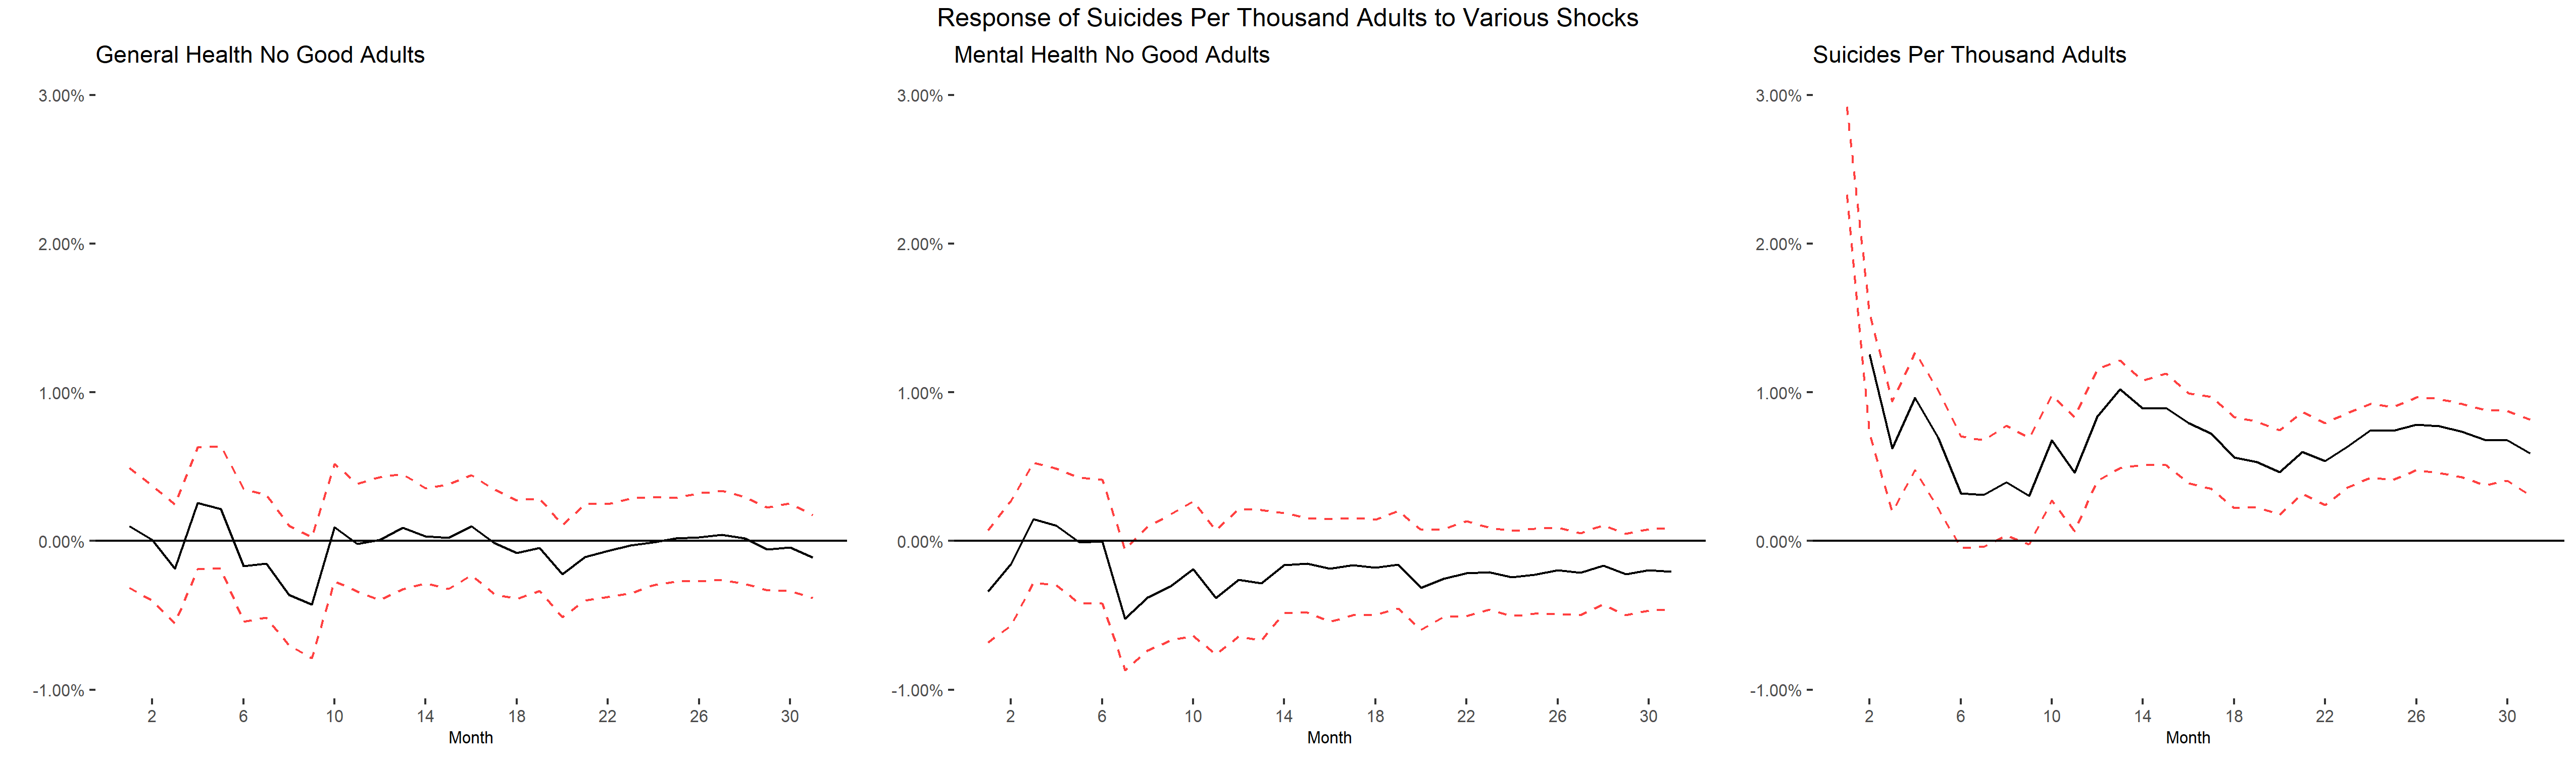 Response of Suicides Per Thousand Adults to Various Shocks
General Health No Good Adults
3.00%
2.00%
1.00%
0.00%
-1.00%
2 6 10 14 18 22 26 30
Month
Mental Health No Good Adults
3.00%
2.00%
1.00%
0.00%
-1.00%
2 6 10 14 18 22 26 30
Month
Suicides Per Thousand Adults
3.00%
2.00%
1.00%
0.00%
-1.00%
2 6 10 14 18 22 26 30
Month